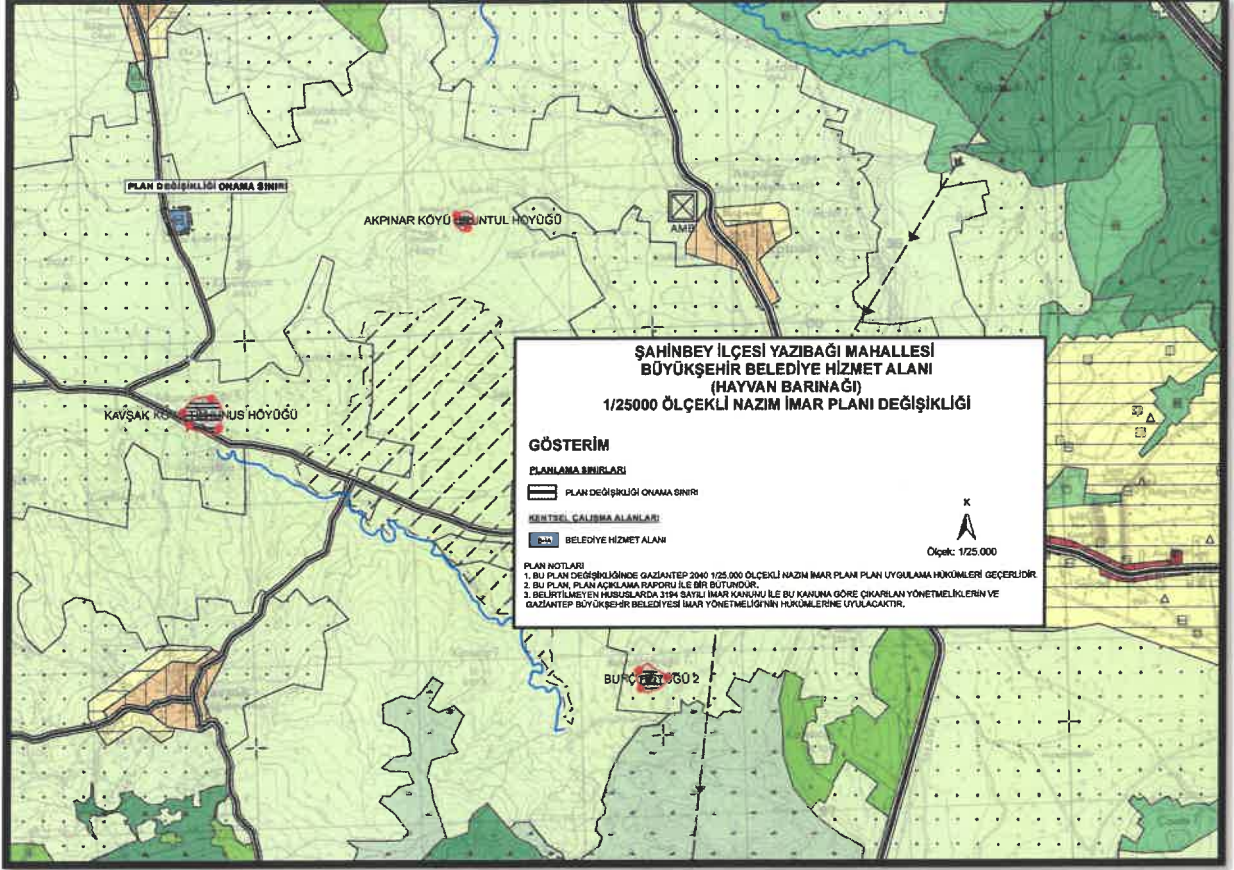 PLAN DEĞİŞİKLİĞİ ONAMA SINIRI
AKPINAR KÖYÜ
HÖYÜĞÜ
AMB
KAVŞAK
HÖYÜĞÜ
ŞAHİNBEY İLÇESİ YAZIBAĞI MAHALLESİ
BÜYÜKŞEHİR BELEDİYE HİZMET ALANI
(HAYVAN BARINAĞI)
1/25000 ÖLÇEKLİ NAZIM İMAR PLANI DEĞİŞİKLİĞİ
GÖSTERİM
PLANLAMA SINIRLARI
PLAN DEĞİŞİKLİĞİ ONAMA SINIRI
KENTSEL ÇALIŞMA ALANLARI
BHA BELEDİYE HİZMET ALANI
K
Ölçek: 1/25.000
PLAN NOTLARI
1. BU PLAN DEĞİŞİKLİĞİNDE GAZİANTEP 2040 1/25.000 ÖLÇEKLİ NAZIM İMAR PLANI PLAN UYGULAMA HÜKÜMLERİ GEÇERLİDİR.
2. BU PLAN, PLAN AÇIKLAMA RAPORU İLE BİR BÜTÜNDÜR.
3. BELİRTİLMEYEN HUSUSLARDA 3194 SAYILI İMAR KANUNU İLE BU KANUNA GÖRE ÇIKARILAN YÖNETMELİKLERİN VE
GAZİANTEP BÜYÜKŞEHİR BELEDİYESİ İMAR YÖNETMELİĞİ'NİN HÜKÜMLERİNE UYULACAKTIR.
2